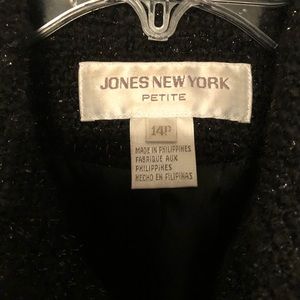 JONES NEW YORK
PETITE
14P
MADE IN PHILIPPINES
FABRIQUE AUX
PHILIPPINES
HECHO EN FILIPINAS